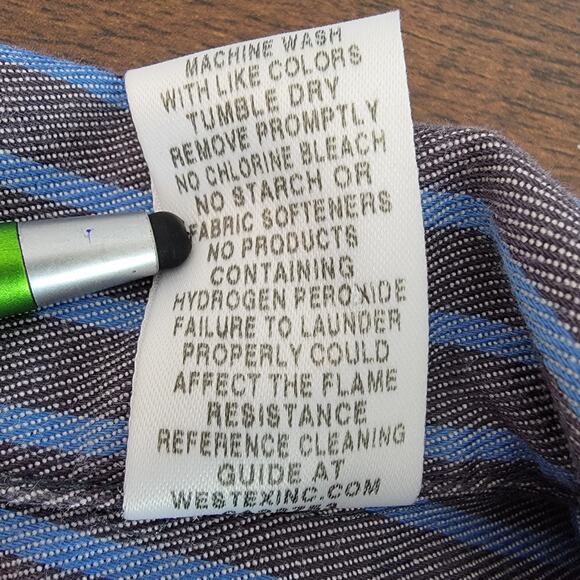 MACHINE WASH
WITH LIKE COLORS
TUMBLE DRY
REMOVE PROMPTLY
NO CHLORINE BLEACH
NO STARCH OR
FABRIC SOFTENERS
NO PRODUCTS
CONTAINING
HYDROGEN PEROXIDE
FAILURE TO LAUNDER
PROPERLY COULD
AFFECT THE FLAME
RESISTANCE
REFERENCE CLEANING
GUIDE AT
WESTEXINC.COM